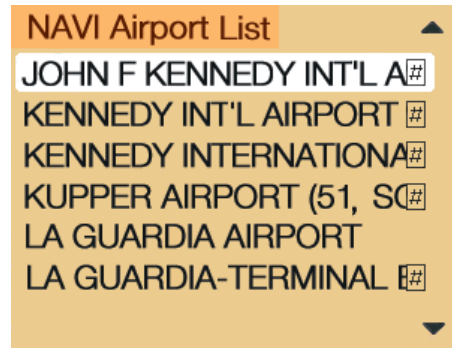 NAVI Airport List
JOHN F KENNEDY INT'L A#
KENNEDY INT'L AIRPORT #
KENNEDY INTERNATIONA#
KUPPER AIRPORT (51, SC#
LA GUARDIA AIRPORT
LA GUARDIA-TERMINAL #